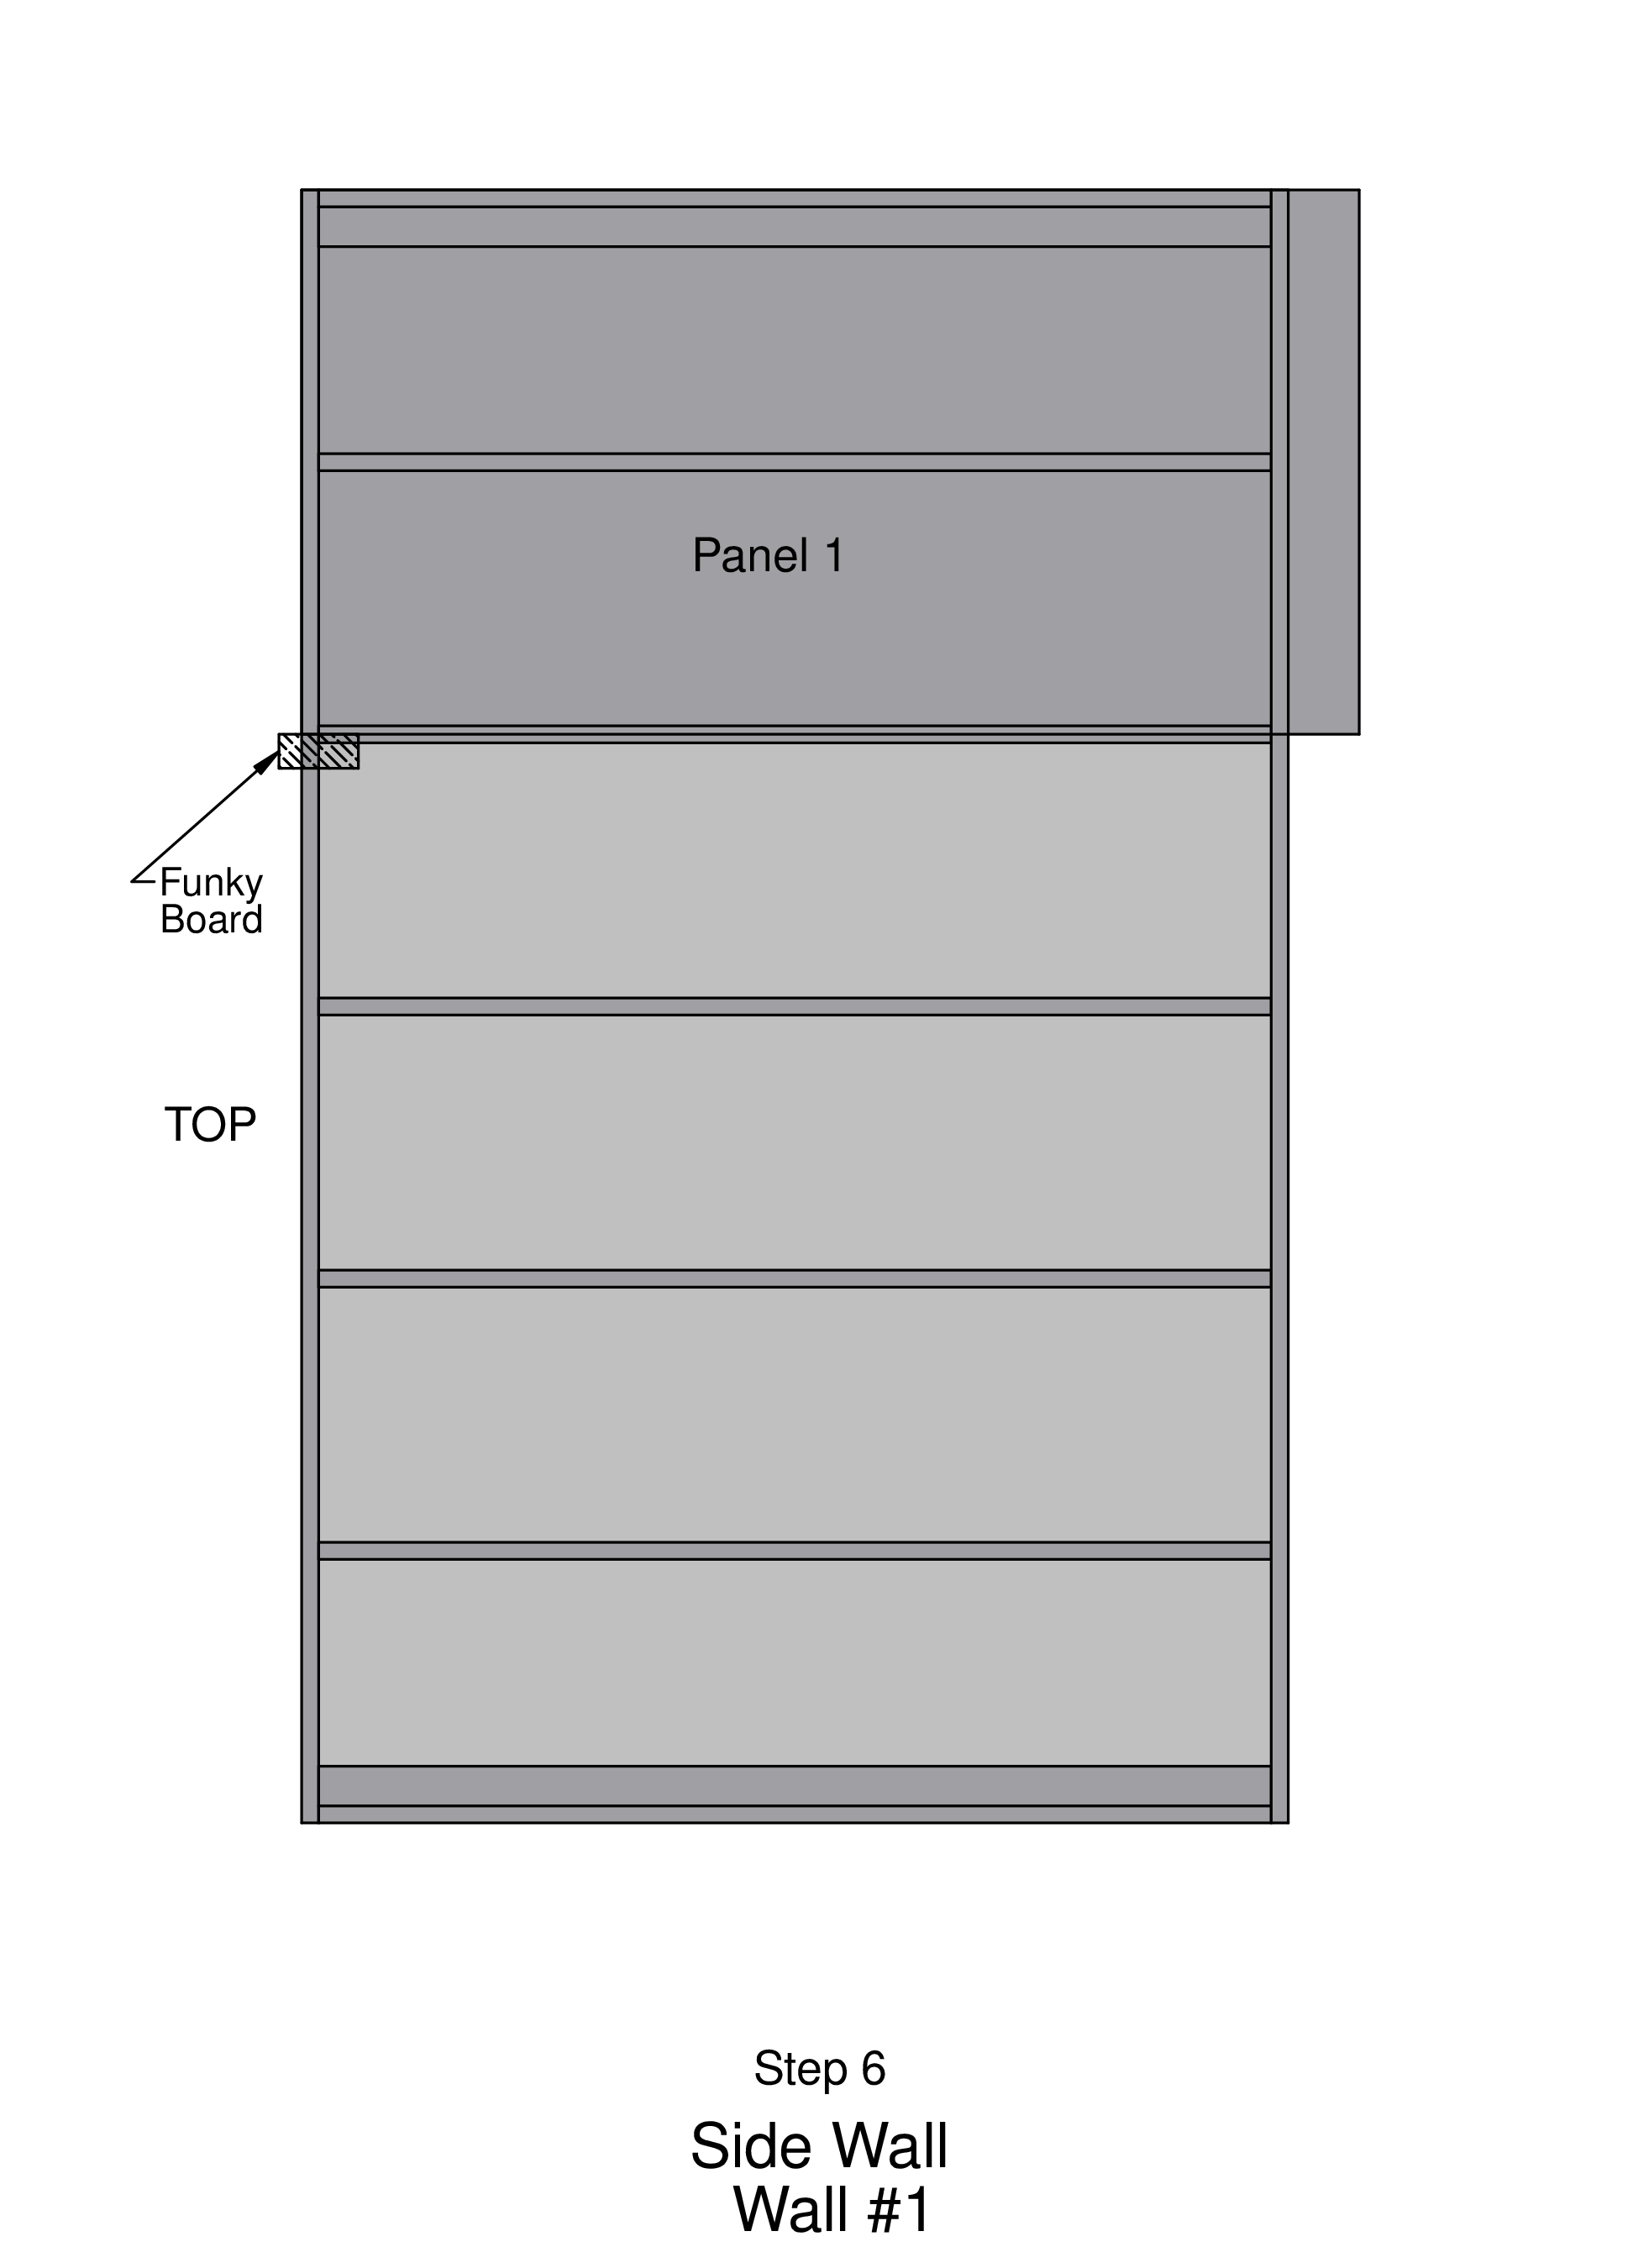 Panel 1
Funky
Board
TOP
Step 6
Side Wall
Wall #1